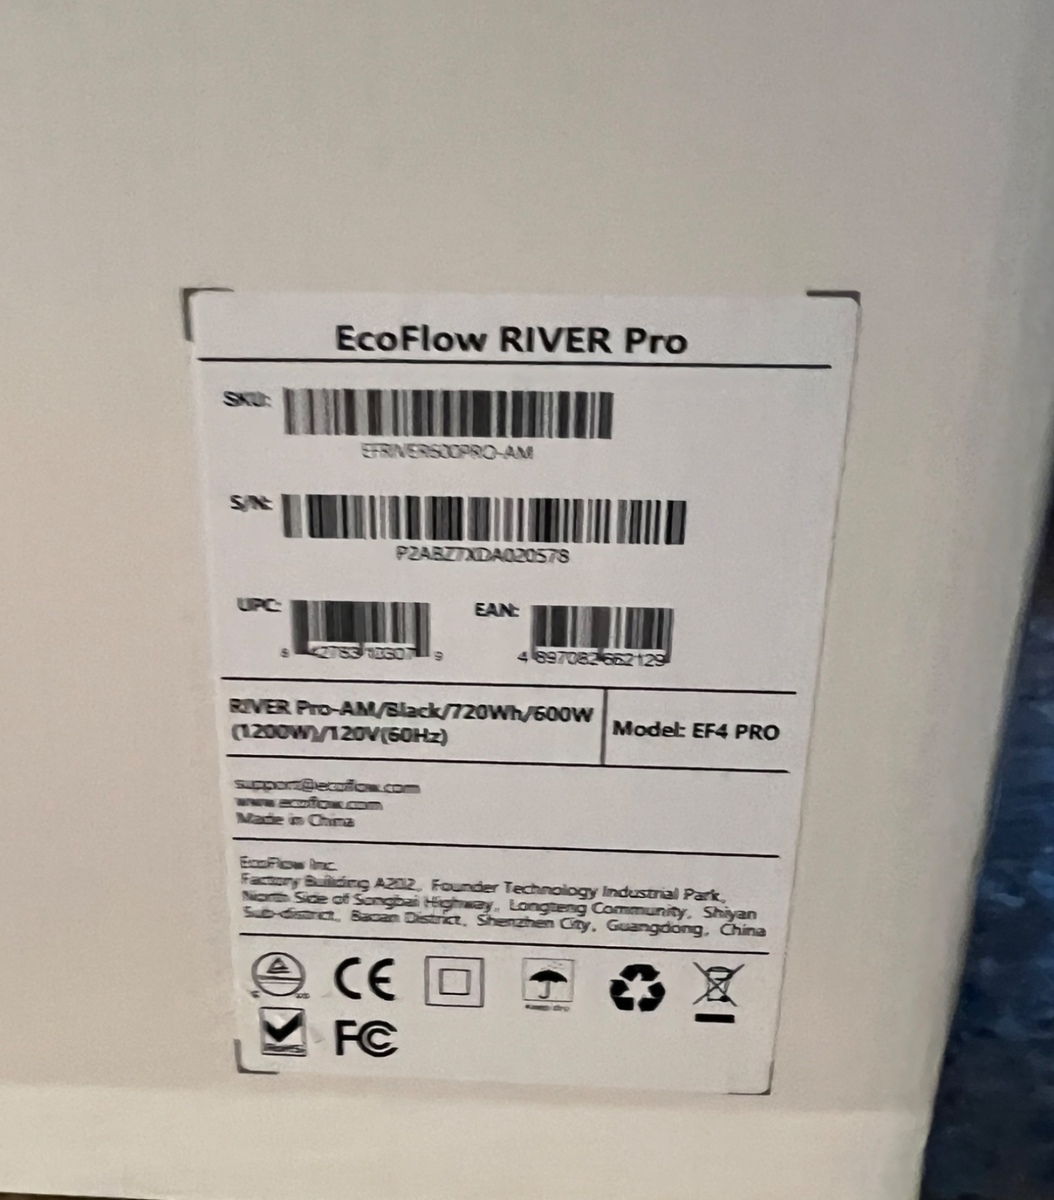 EcoFlow RIVER Pro
SKU:
EFRIVER600PRO-AM
S/N:
P2ABZ7XDA020578
UPC: EAN:
4 897082 662129
RIVER Pro-AM/Black/720Wh/600W
(1200W)/120V(60Hz)
Model: EF4 PRO
support@ecoflow.com
www.ecoflow.com
Made in China
EcoFlow Inc.
Factory Building A202, Founder Technology Industrial Park,
North Side of Songbai Highway, Longteng Community, Shiyan
Sub-district, Baoan District, Shenzhen City, Guangdong, China
CE
Keep dry
RoHS
FC